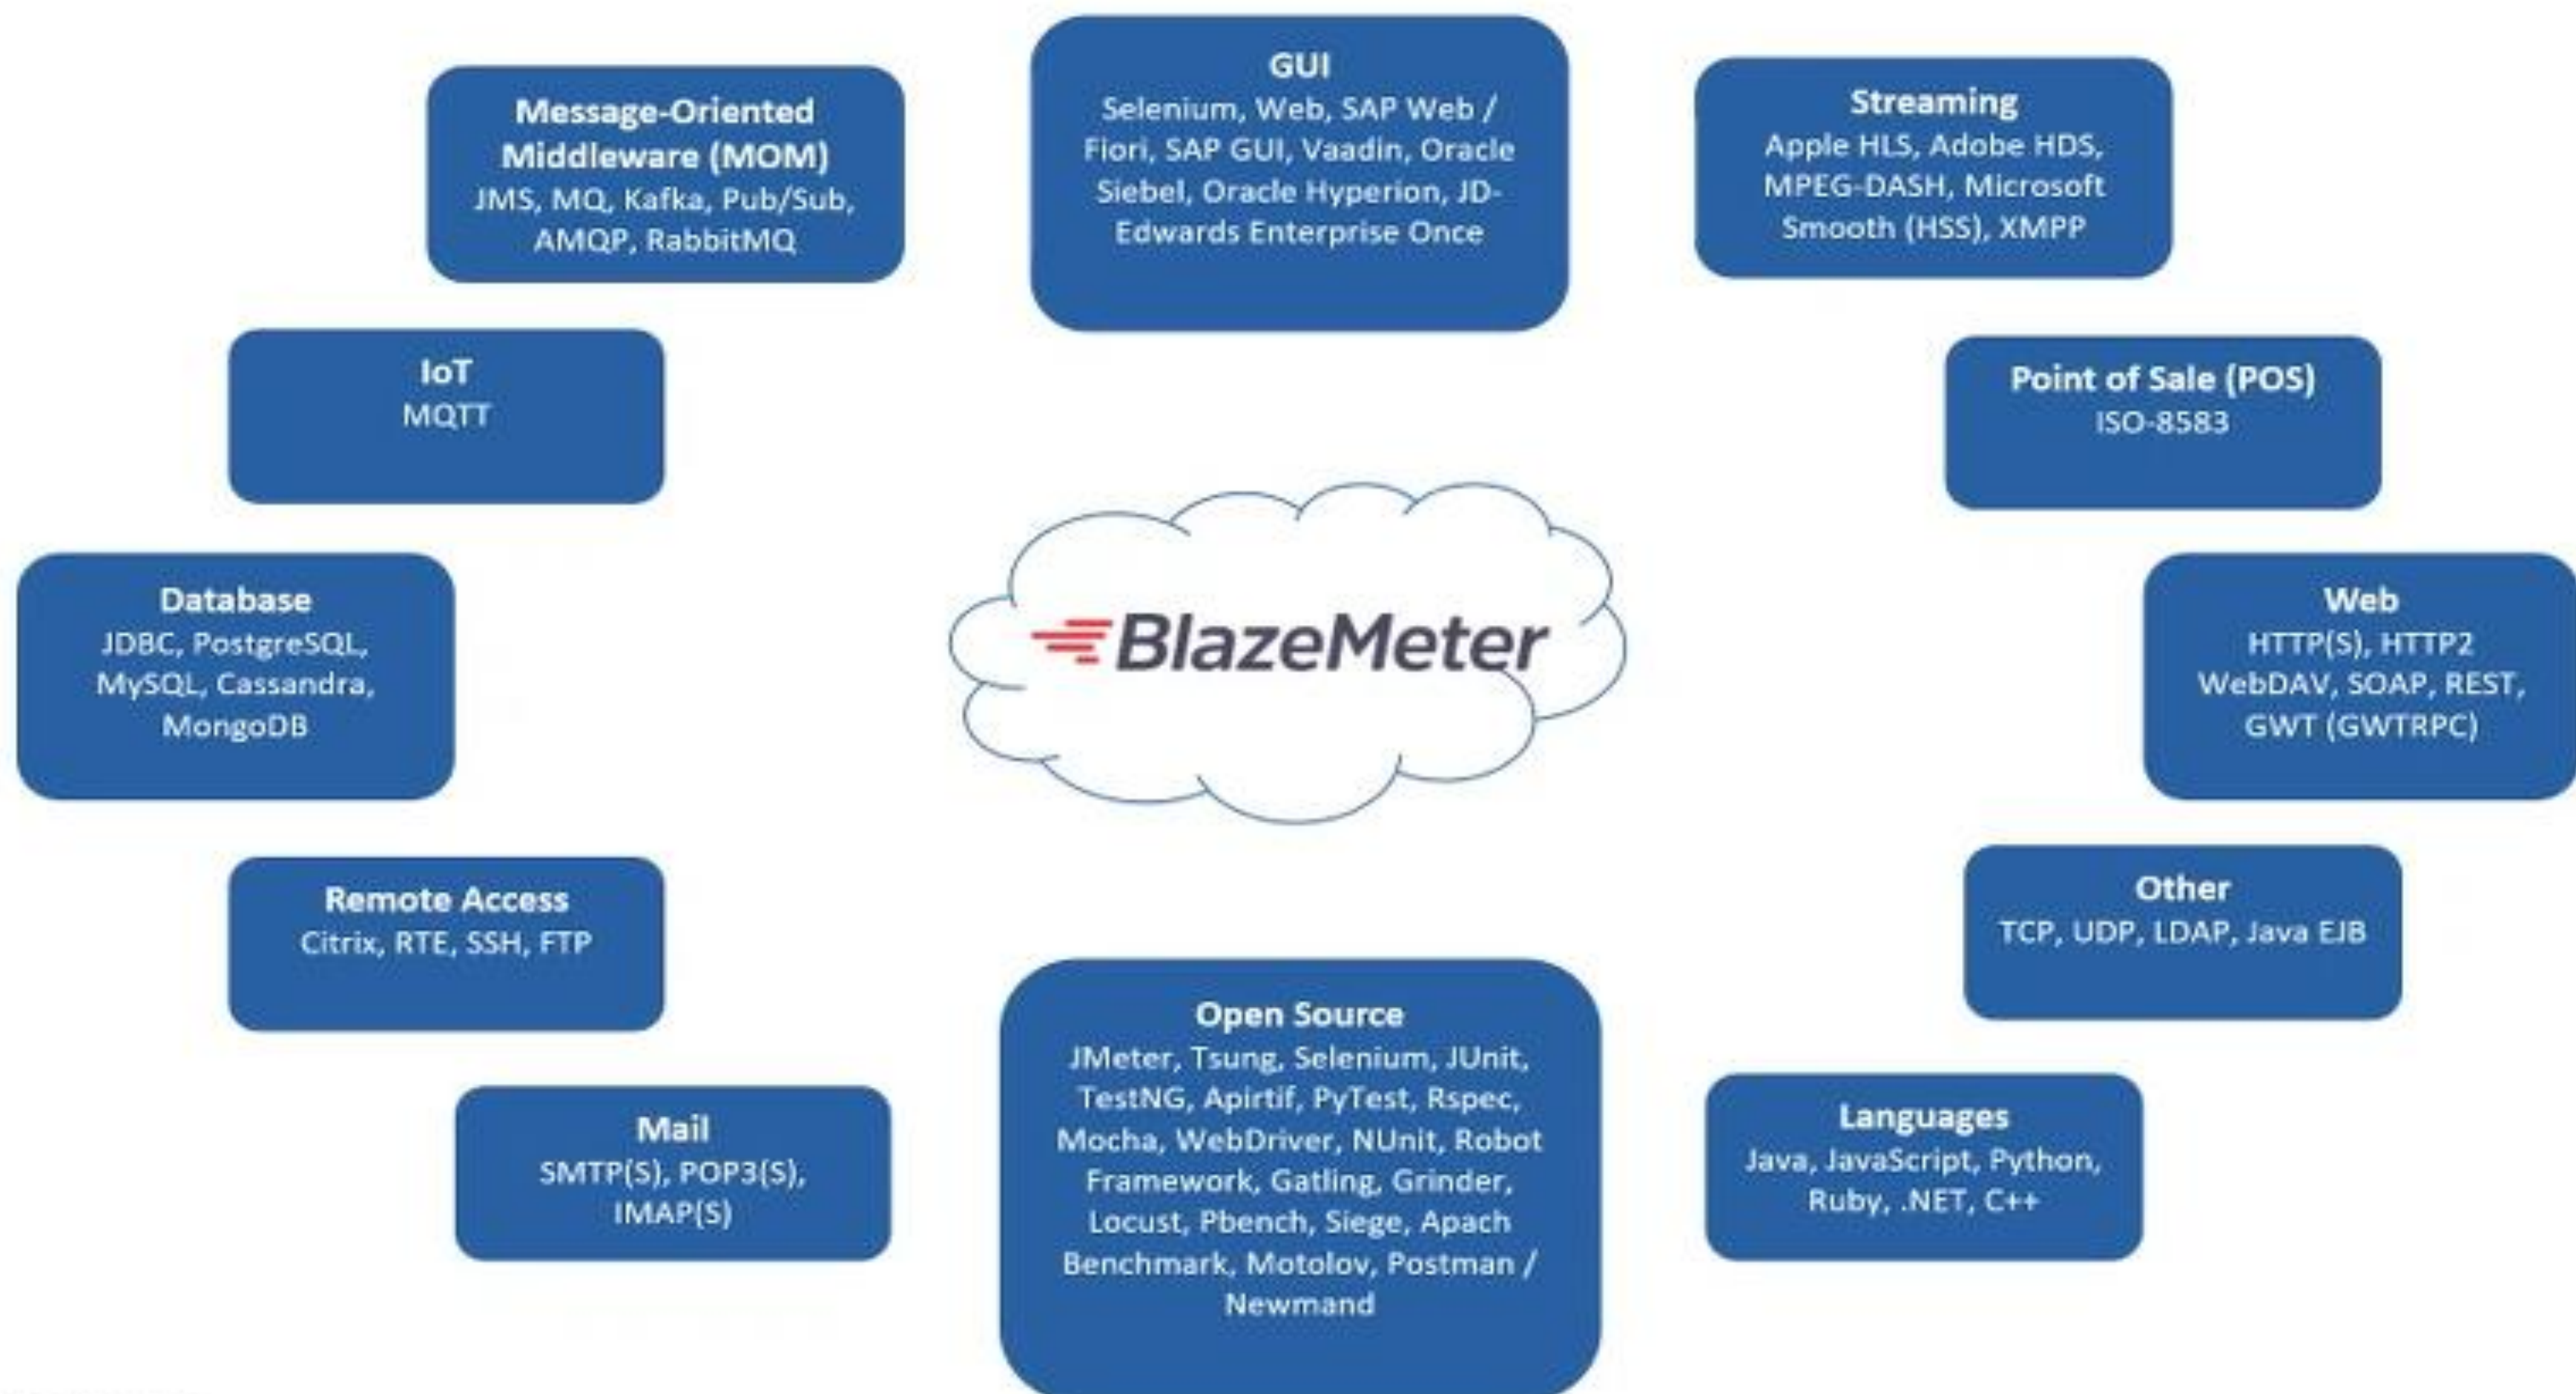 GUI
Selenium, Web, SAP Web /
Fiori, SAP GUI, Vaadin, Oracle
Siebel, Oracle Hyperion, JD-
Edwards Enterprise Once
Message-Oriented
Middleware (MOM)
JMS, MQ, Kafka, Pub/Sub,
AMQP, RabbitMQ
Streaming
Apple HLS, Adobe HDS,
MPEG-DASH, Microsoft
Smooth (HSS), XMPP
IoT
MQTT
Point of Sale (POS)
ISO-8583
Database
JDBC, PostgreSQL,
MySQL, Cassandra,
MongoDB
BlazeMeter
Web
HTTP(S), HTTP2
WebDAV, SOAP, REST,
GWT (GWTRPC)
Remote Access
Citrix, RTE, SSH, FTP
Other
TCP, UDP, LDAP, Java EJB
Open Source
JMeter, Tsung, Selenium, JUnit,
TestNG, Apirtif, PyTest, Rspec,
Mocha, WebDriver, NUnit, Robot
Framework, Gatling, Grinder,
Locust, Pbench, Siege, Apach
Benchmark, Motolov, Postman /
Newmand
Mail
SMTP(S), POP3(S),
IMAP(S)
Languages
Java, JavaScript, Python,
Ruby, .NET, C++